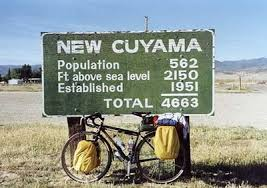 NEW CUYAMA
Population 562
Ft above sea level 2150
Established 1951
TOTAL 4663